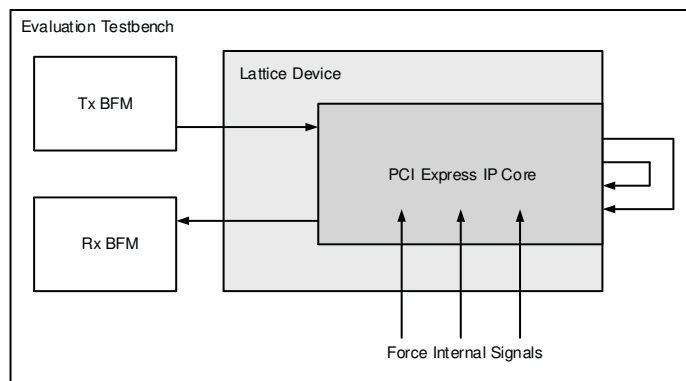 Evaluation Testbench
Lattice Device
Tx BFM
PCI Express IP Core
Rx BFM
Force Internal Signals